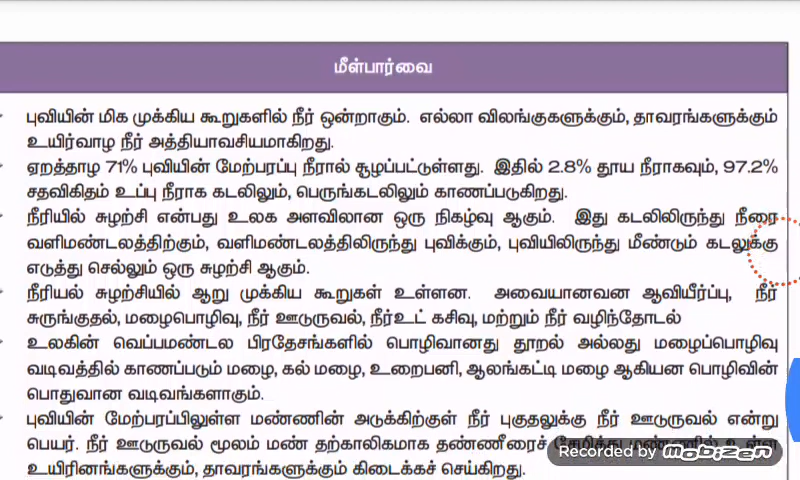 மீள்பார்வை
புவியின் மிக முக்கிய கூறுகளில் நீர் ஒன்றாகும். எல்லா விலங்குகளுக்கும், தாவரங்களுக்கும்
உயிர்வாழ நீர் அத்தியாவசியமாகிறது.
ஏறத்தாழ 71% புவியின் மேற்பரப்பு நீரால் சூழப்பட்டுள்ளது. இதில் 2.8% தூய நீராகவும், 97.2%
சதவிகிதம் உப்பு நீராக கடலிலும், பெருங்கடலிலும் காணப்படுகிறது.
நீரியில் சுழற்சி என்பது உலக அளவிலான ஒரு நிகழ்வு ஆகும். இது கடலிலிருந்து நீரை
வளிமண்டலத்திற்கும், வளிமண்டலத்திலிருந்து புவிக்கும், புவியிலிருந்து மீண்டும் கடலுக்கு
எடுத்து செல்லும் ஒரு சுழற்சி ஆகும்.
நீரியல் சுழற்சியில் ஆறு முக்கிய கூறுகள் உள்ளன. அவையானவன ஆவியீர்ப்பு, நீர்
சுருங்குதல், மழைபொழிவு, நீர் ஊடுருவல், நீர்உட் கசிவு, மற்றும் நீர் வழிந்தோடல்
உலகின் வெப்பமண்டல பிரதேசங்களில் பொழிவானது தூறல் அல்லது மழைப்பொழிவு
வடிவத்தில் காணப்படும் மழை, கல் மழை, உறைபனி, ஆலங்கட்டி மழை ஆகியன பொழிவின்
பொதுவான வடிவங்களாகும்.
புவியின் மேற்பரப்பிலுள்ள மண்ணின் அடுக்கிற்குள் நீர் புகுதலுக்கு நீர் ஊடுருவல் என்று
பெயர். நீர் ஊடுருவல் மூலம் மண் தற்காலிகமாக தண்ணீரைச் சேமித்து மண்ணில் உள்ள
உயிரினங்களுக்கும், தாவரங்களுக்கும் கிடைக்கச் செய்கிறது.
Recorded by mobizen